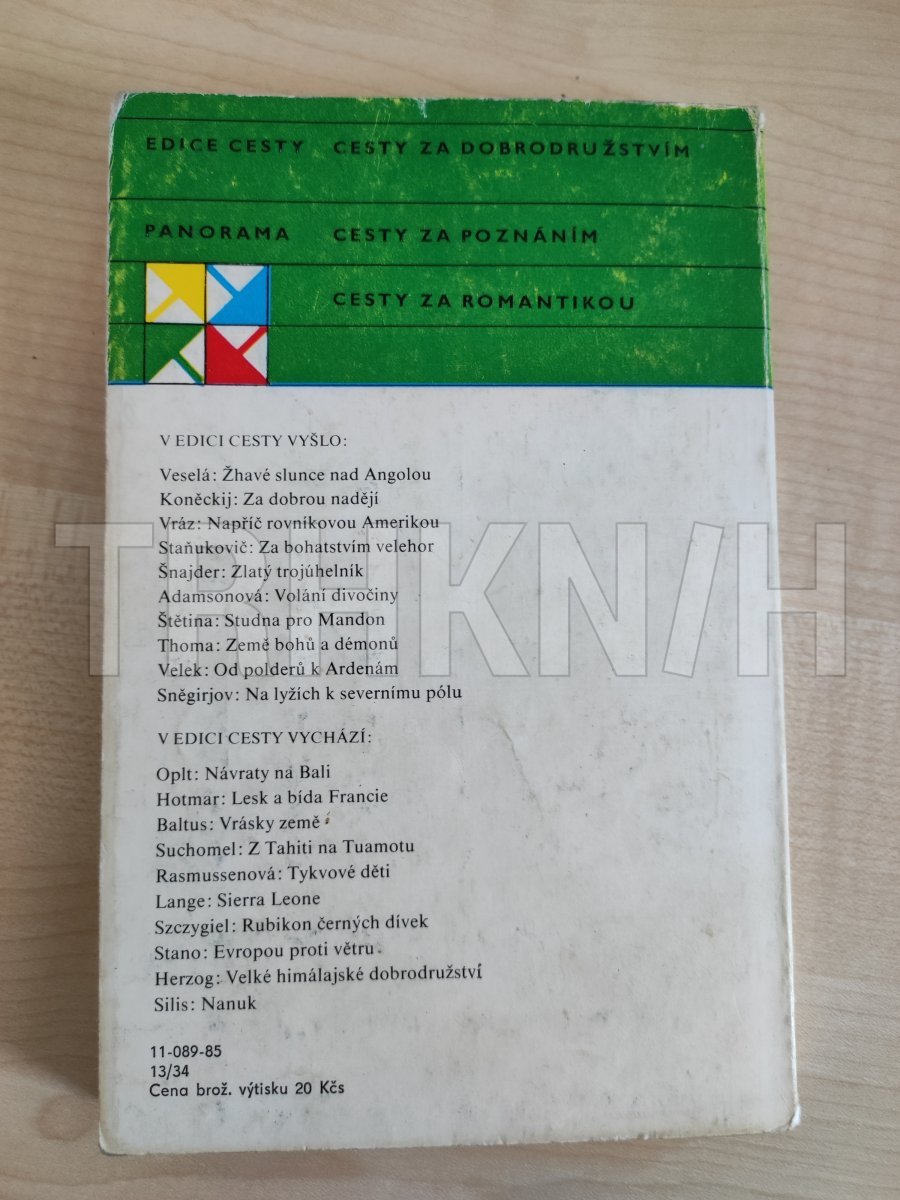 EDICE CESTY CESTY ZA DOBRODRUŽSTVÍM
PANORAMA CESTY ZA POZNÁNÍM
CESTY ZA ROMANTIKOU
V EDICI CESTY VYŠLO:
Veselá: Žhavé slunce nad Angolou
Koněckij: Za dobrou nadějí
Vráz: Napříč rovníkovou Amerikou
Staňukovič: Za bohatstvím velehor
Šnajder: Zlatý trojúhelník
Adamsonová: Volání divočiny
Štětina: Studna pro Mandon
Thoma: Země bohů a démonů
Velek: Od polderů k Ardenám
Sněgirjov: Na lyžích k severnímu pólu
V EDICI CESTY VYCHÁZÍ:
Oplt: Návraty na Bali
Hotmar: Lesk a bída Francie
Baltus: Vrásky země
Suchomel: Z Tahiti na Tuamotu
Rasmussenová: Tykvové děti
Lange: Sierra Leone
Szczygiel: Rubikon černých dívek
Stano: Evropou proti větru
Herzog: Velké himálajské dobrodružství
Silis: Nanuk
11-089-85
13/34
Cena brož. výtisku 20 Kčs
TRHKNIH